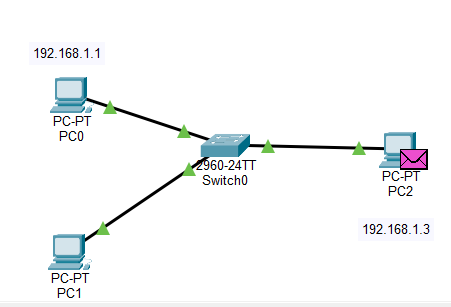 192.168.1.1
PC-PT
PC0
2960-24TT
Switch0
PC-PT
PC2
192.168.1.3
PC-PT
PC1